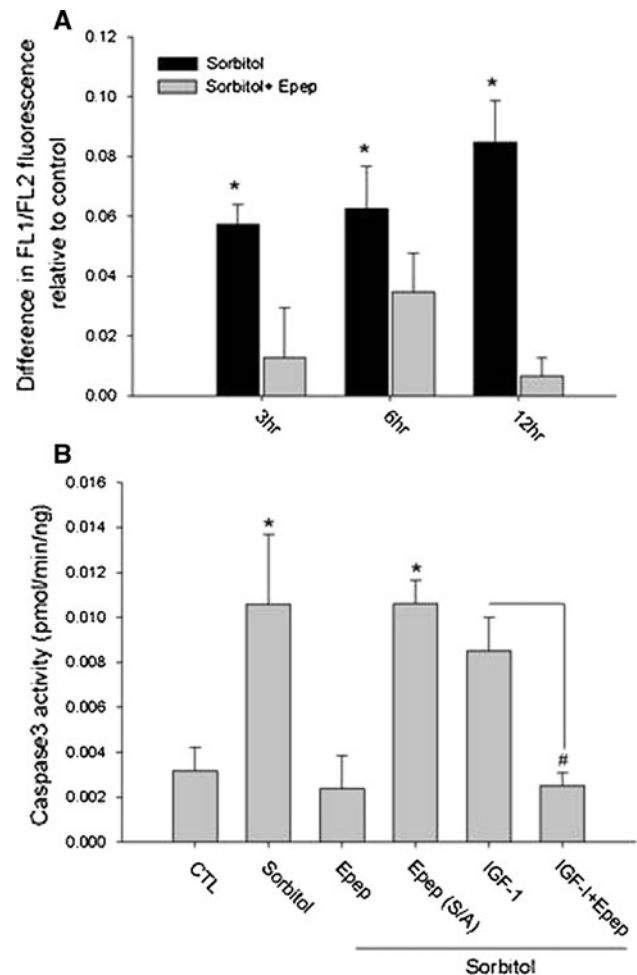 A
Difference in FL1/FL2 fluorescence
relative to control
0.12
0.10
0.08
0.06
0.04
0.02
0.00
Sorbitol
Sorbitol+ Epep
*
*
*
3hr
6hr
12hr
B
Caspase3 activity (pmol/min/ng)
0.016
0.014
0.012
0.010
0.008
0.006
0.004
0.002
0.000
*
*
#
CTL
Sorbitol
Epep
Epep (S/A)
IGF-1
IGF-I+Epep
Sorbitol